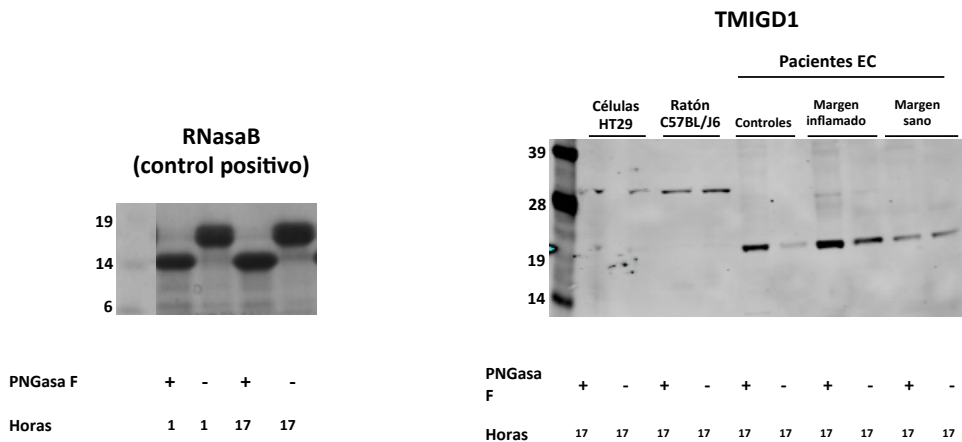 TMIGD1
Pacientes EC
Células
HT29
Ratón
C57BL/J6
Controles
Margen
inflamado
Margen
sano
RNasaB
(control positivo)
39
28
19
14
19
14
6
PNGasa F + - + -
Horas 1 1 17 17
PNGasa
F
+ - + - + - + - + -
Horas 17 17 17 17 17 17 17 17 17 17